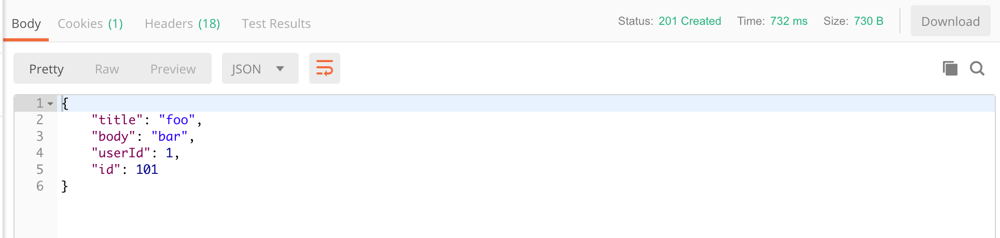 Body Cookies (1) Headers (18) Test Results Status: 201 Created Time: 732 ms Size: 730 B Download
Pretty Raw Preview JSON
1 {
2 "title": "foo",
3 "body": "bar",
4 "userId": 1,
5 "id": 101
6 }